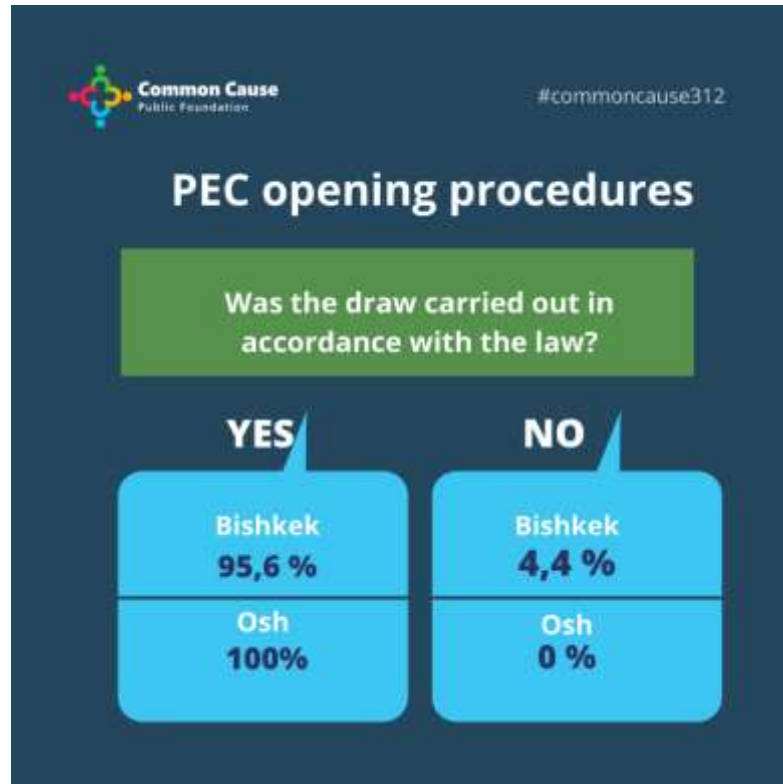 Common Cause
Public Foundation
#commoncause312
PEC opening procedures
Was the draw carried out in
accordance with the law?
YES
NO
Bishkek
95,6 %
Osh
100%
Bishkek
4,4 %
Osh
0 %